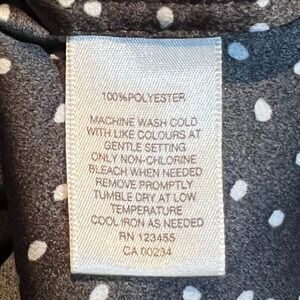 100%POLYESTER
MACHINE WASH COLD
WITH LIKE COLOURS AT
GENTLE SETTING
ONLY NON-CHLORINE
BLEACH WHEN NEEDED
REMOVE PROMPTLY
TUMBLE DRY AT LOW
TEMPERATURE
COOL IRON AS NEEDED
RN 123455
CA 00234